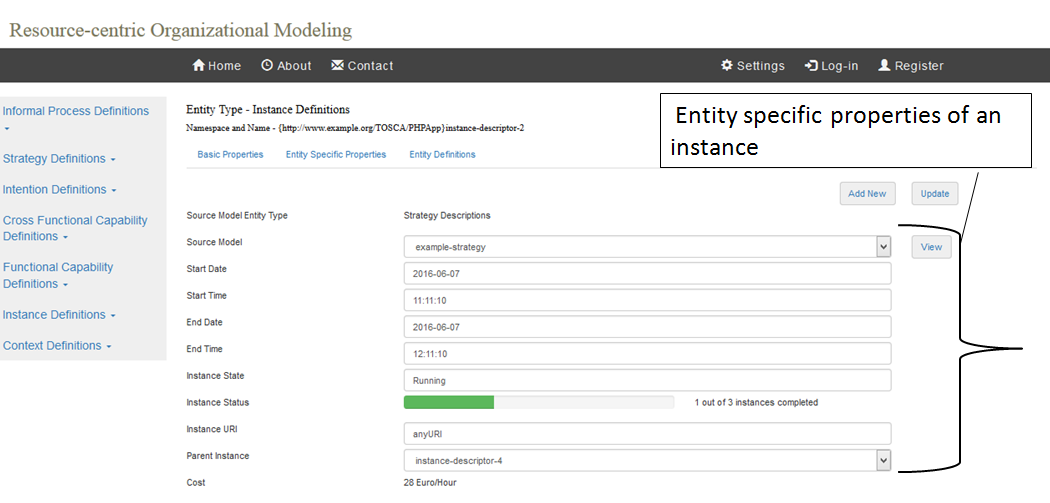 Resource-centric Organizational Modeling
Home About Contact Settings Log-in Register
Informal Process Definitions
Strategy Definitions
Intention Definitions
Cross Functional Capability
Definitions
Functional Capability
Definitions
Instance Definitions
Context Definitions
Entity Type - Instance Definitions
Namespace and Name - {http://www.example.org/TOSCA/PHPApp}instance-descriptor-2
Basic Properties Entity Specific Properties Entity Definitions
Entity specific properties of an
instance
Add New Update
Source Model Entity Type Strategy Descriptions
Source Model example-strategy View
Start Date 2016-06-07
Start Time 11:11:10
End Date 2016-06-07
End Time 12:11:10
Instance State Running
Instance Status 1 out of 3 instances completed
Instance URI anyURI
Parent Instance instance-descriptor-4
Cost 28 Euro/Hour